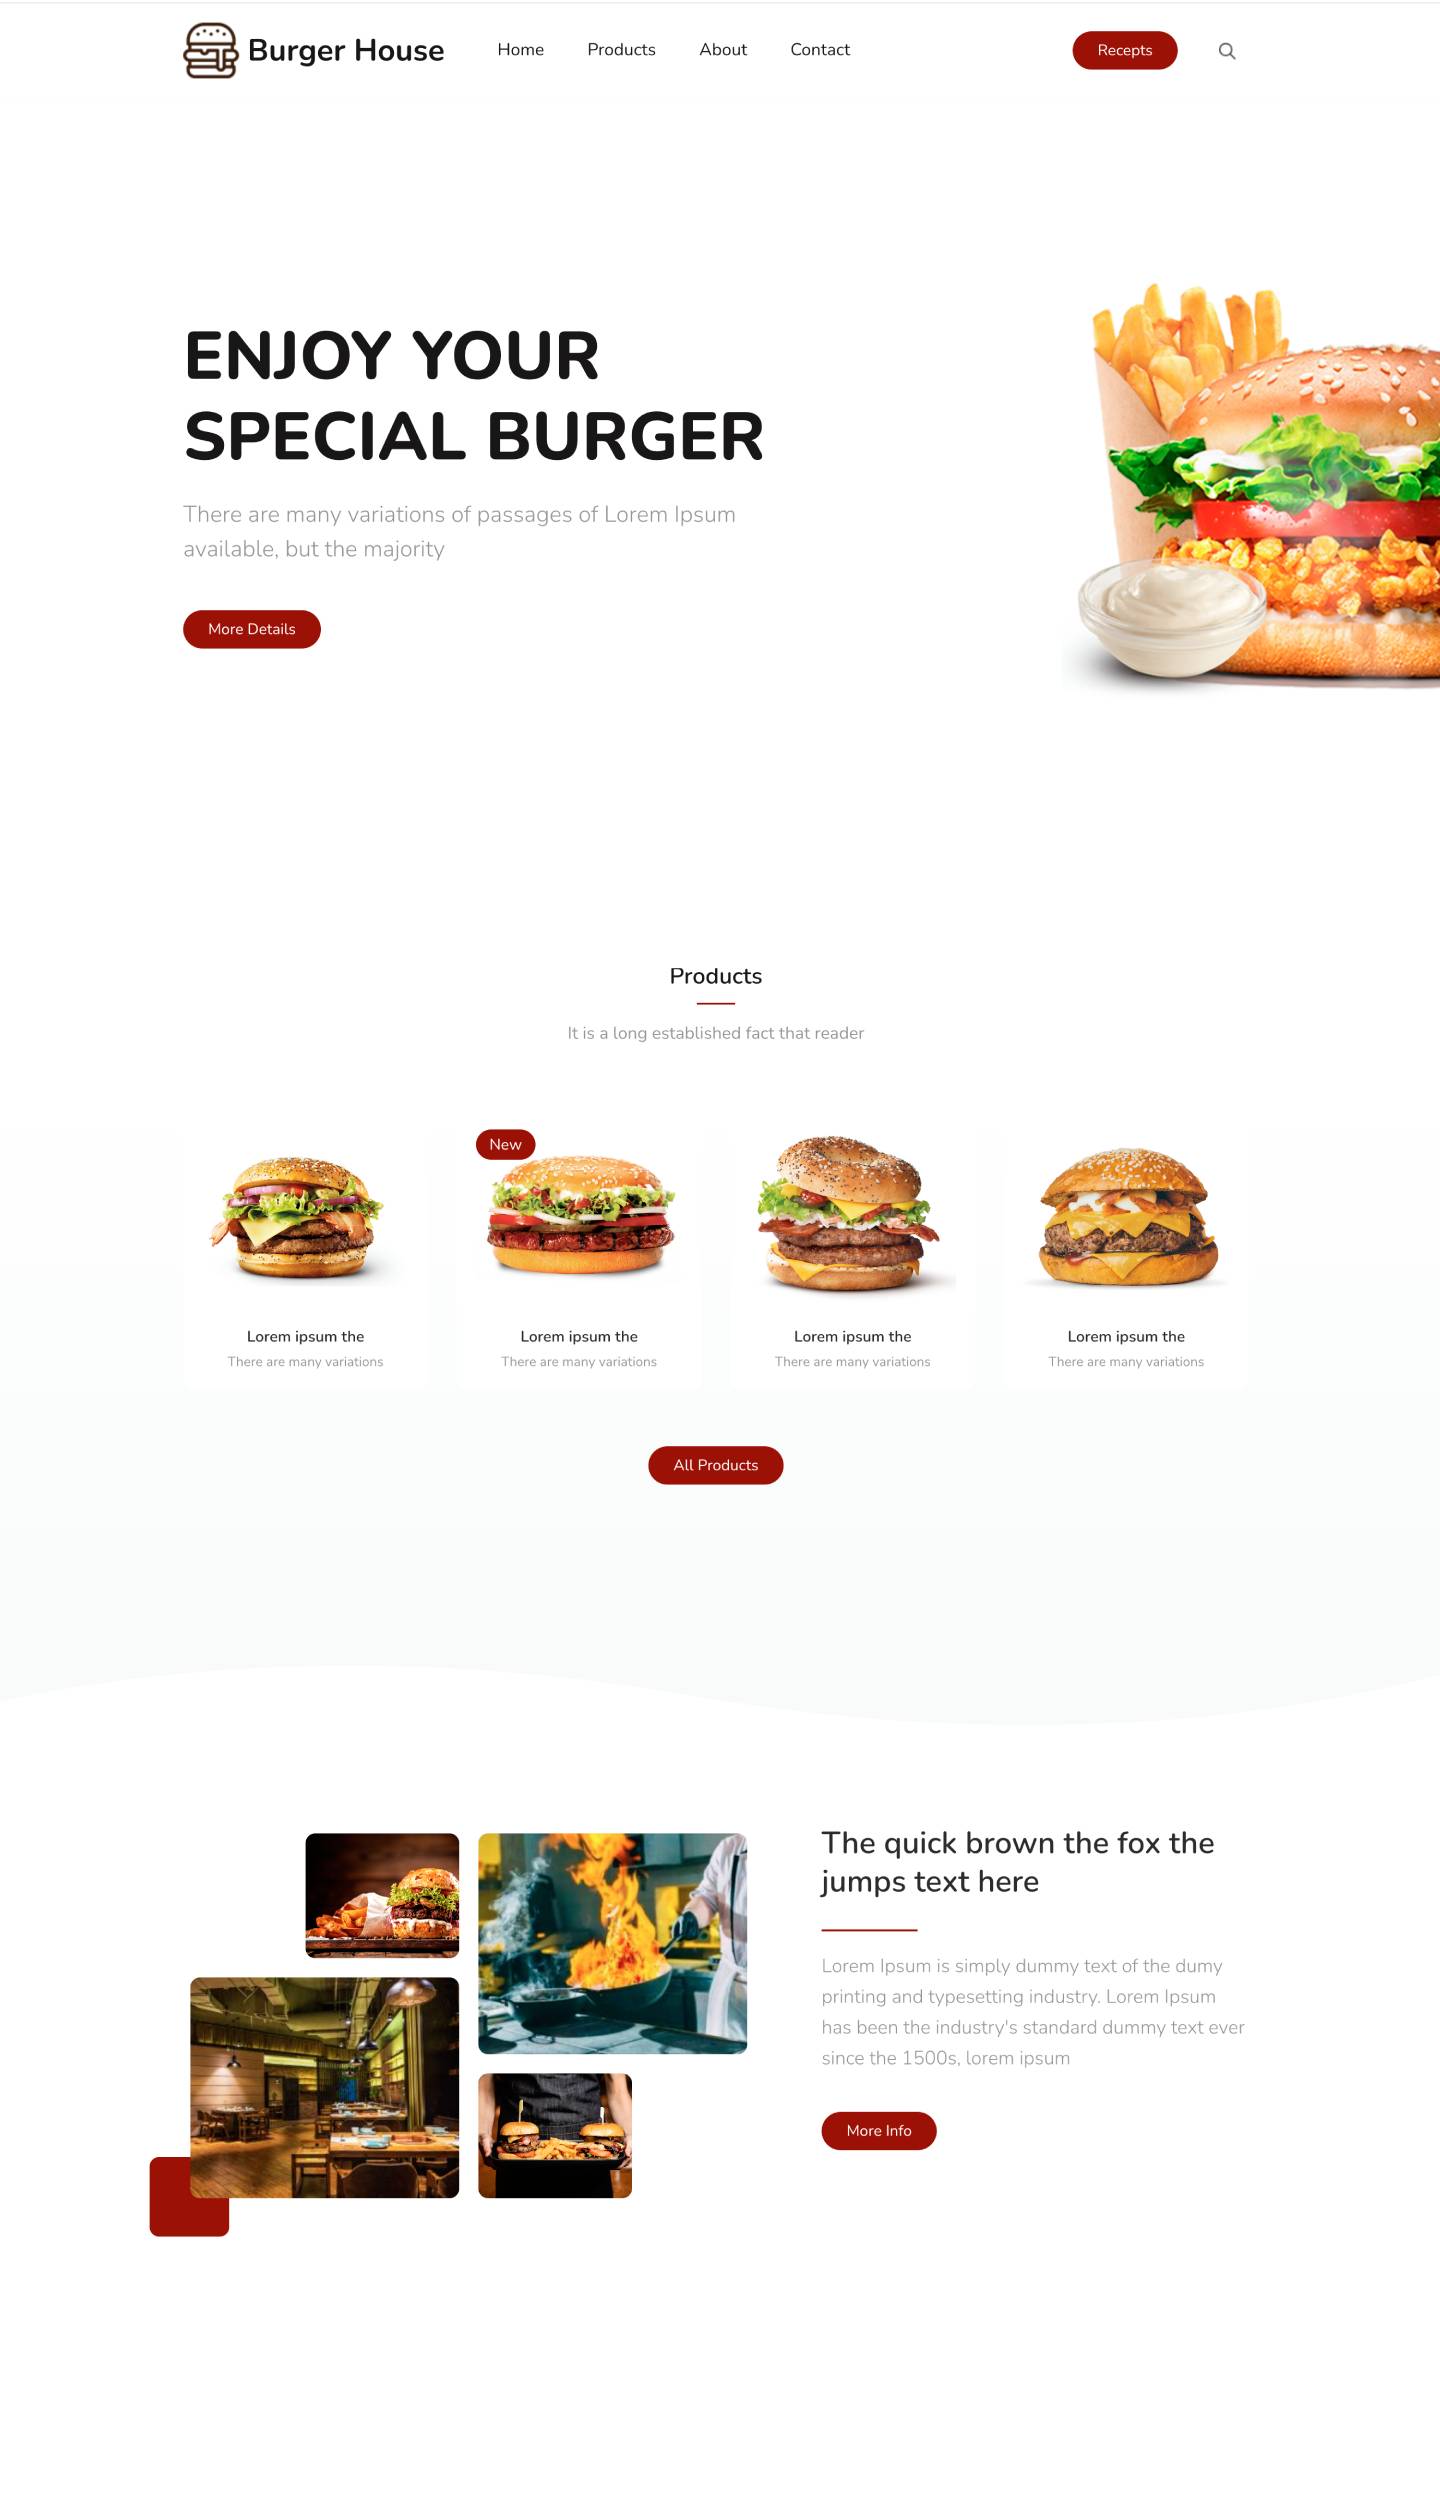 Burger House
Home
Products
About
Contact
Recepts
ENJOY YOUR
SPECIAL BURGER
There are many variations of passages of Lorem Ipsum
available, but the majority
More Details
Products
It is a long established fact that reader
New
Lorem ipsum the
There are many variations
Lorem ipsum the
There are many variations
Lorem ipsum the
There are many variations
Lorem ipsum the
There are many variations
All Products
The quick brown the fox the
jumps text here
Lorem Ipsum is simply dummy text of the dumy
printing and typesetting industry. Lorem Ipsum
has been the industry's standard dummy text ever
since the 1500s, lorem ipsum
More Info